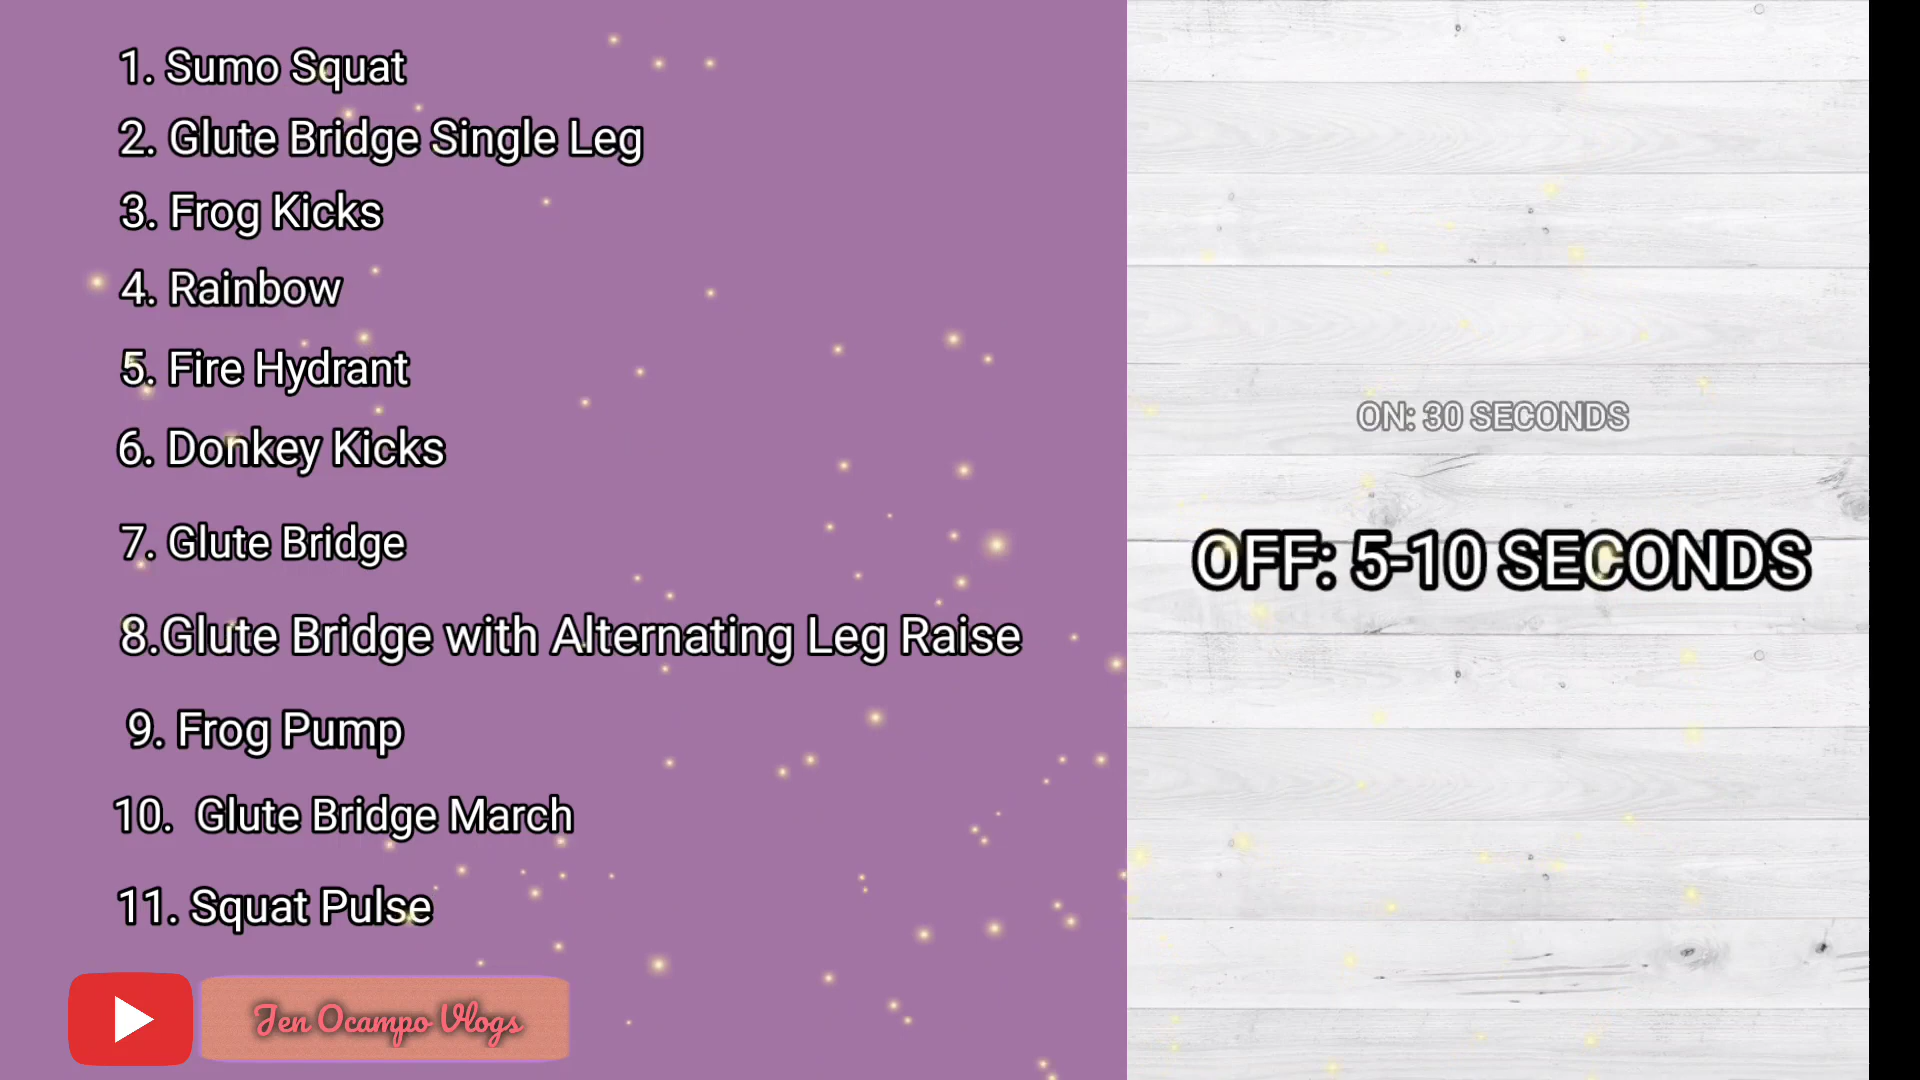 1. Sumo Squat
2. Glute Bridge Single Leg
3. Frog Kicks
4. Rainbow
5. Fire Hydrant
6. Donkey Kicks
7. Glute Bridge
8.Glute Bridge with Alternating Leg Raise
9. Frog Pump
10. Glute Bridge March
11. Squat Pulse
Jen Ocampo Vlogs
ON: 30 SECONDS
OFF: 5-10 SECONDS